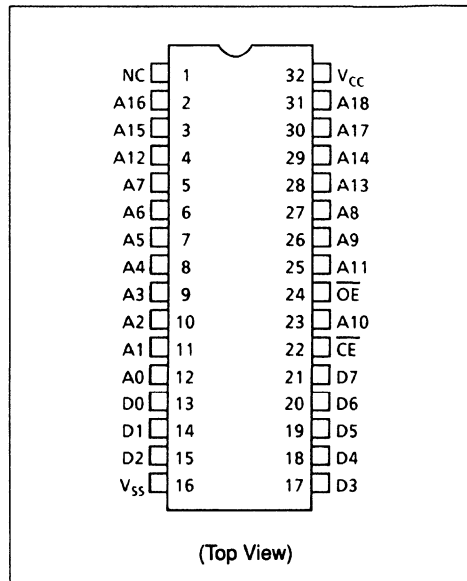 NC 1 32 VCC
A16 2 31 A18
A15 3 30 A17
A12 4 29 A14
A7 5 28 A13
A6 6 27 A8
A5 7 26 A9
A4 8 25 A11
A3 9 24 O̅E̅
A2 10 23 A10
A1 11 22 C̅E̅
A0 12 21 D7
D0 13 20 D6
D1 14 19 D5
D2 15 18 D4
VSS 16 17 D3
(Top View)